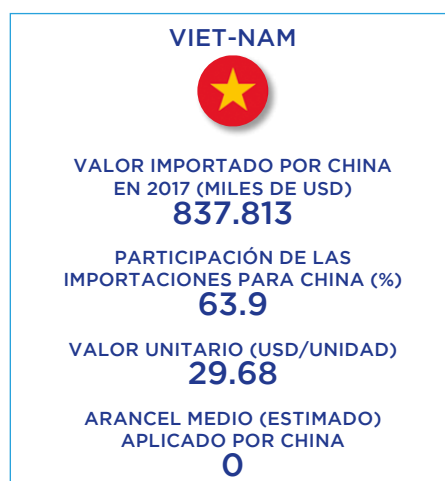 VIET-NAM
VALOR IMPORTADO POR CHINA
EN 2017 (MILES DE USD)
837.813
PARTICIPACIÓN DE LAS
IMPORTACIONES PARA CHINA (%)
63.9
VALOR UNITARIO (USD/UNIDAD)
29.68
ARANCEL MEDIO (ESTIMADO)
APLICADO POR CHINA
0